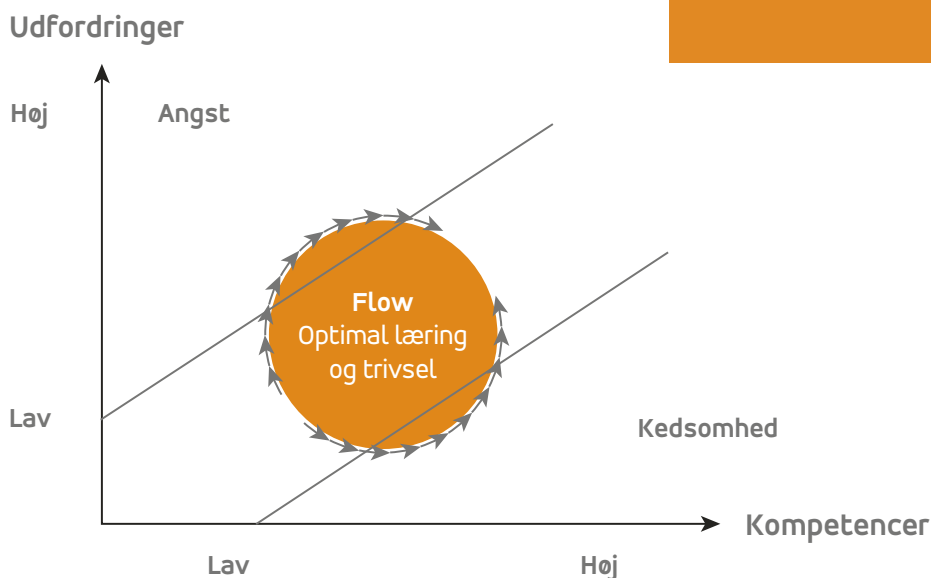 Udfordringer
Høj
Angst
Flow
Optimal læring
og trivsel
Lav
Kedsomhed
Kompetencer
Lav
Høj